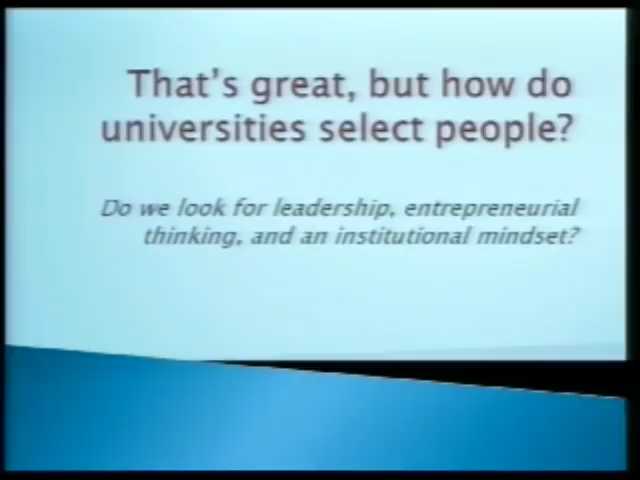 That's great, but how do
universities select people?
Do we look for leadership, entrepreneurial
thinking, and an institutional mindset?